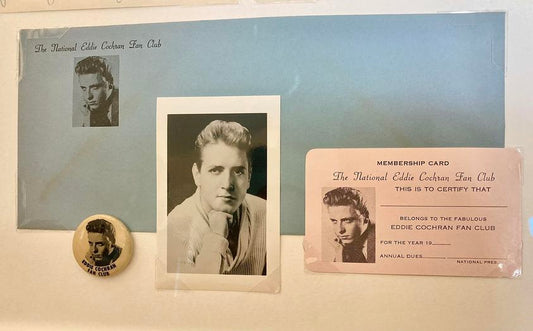 The National Eddie Cochran Fan Club
EDDIE COCHRAN
FAN CLUB
MEMBERSHIP CARD
The National Eddie Cochran Fan Club
THIS IS TO CERTIFY THAT
BELONGS TO THE FABULOUS
EDDIE COCHRAN FAN CLUB
FOR THE YEAR 19
ANNUAL DUES
NATIONAL PRES.